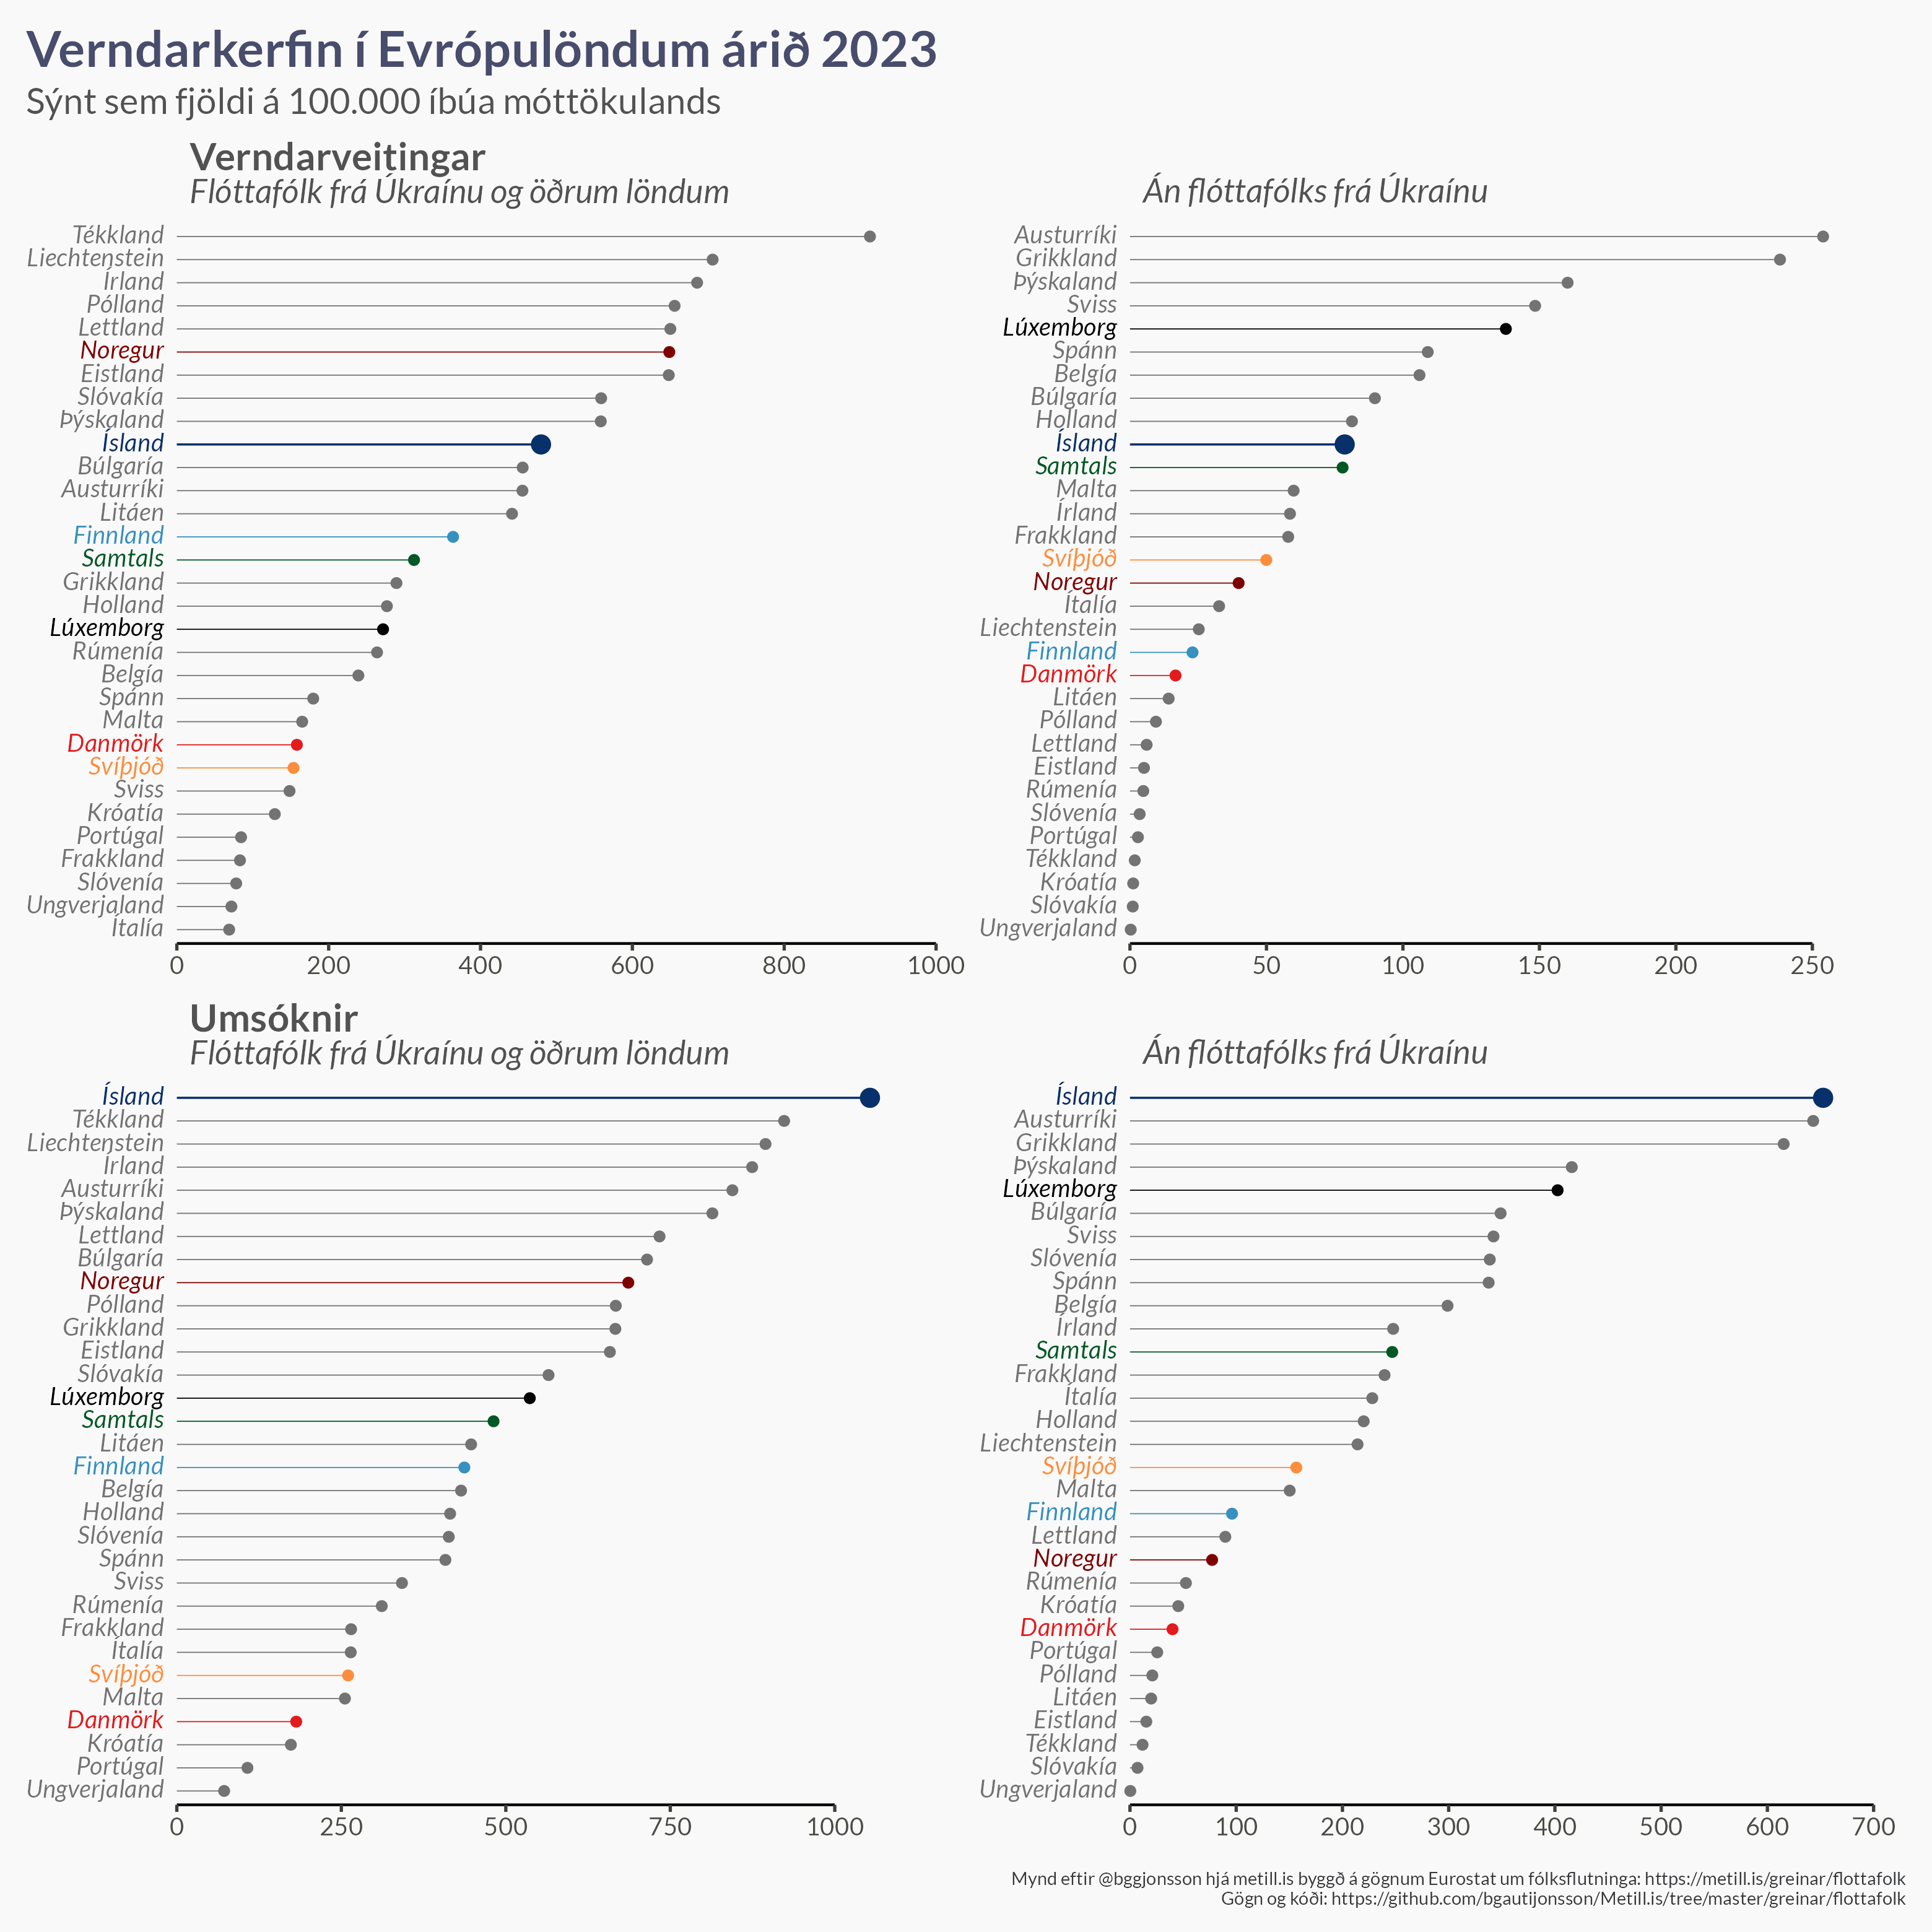 Verndarkerfin í Evrópulöndum árið 2023
Sýnt sem fjöldi á 100.000 íbúa móttökulands
Verndarveitingar
Flóttafólk frá Úkraínu og öðrum löndum
Tékkland
Liechtenstein
Írland
Pólland
Lettland
Noregur
Eistland
Slóvakía
Þýskaland
Ísland
Búlgaría
Austurríki
Litáen
Finnland
Samtals
Grikkland
Holland
Lúxemborg
Rúmenía
Belgía
Spánn
Malta
Danmörk
Svíþjóð
Sviss
Króatía
Portúgal
Frakkland
Slóvenía
Ungverjaland
Ítalía
0 200 400 600 800 1000
Án flóttafólks frá Úkraínu
Austurríki
Grikkland
Þýskaland
Sviss
Lúxemborg
Spánn
Belgía
Búlgaría
Holland
Ísland
Samtals
Malta
Írland
Frakkland
Svíþjóð
Noregur
Ítalía
Liechtenstein
Finnland
Danmörk
Litáen
Pólland
Lettland
Eistland
Rúmenía
Slóvenía
Portúgal
Tékkland
Króatía
Slóvakía
Ungverjaland
0 50 100 150 200 250
Umsóknir
Flóttafólk frá Úkraínu og öðrum löndum
Ísland
Tékkland
Liechtenstein
Írland
Austurríki
Þýskaland
Lettland
Búlgaría
Noregur
Pólland
Grikkland
Eistland
Slóvakía
Lúxemborg
Samtals
Litáen
Finnland
Belgía
Holland
Slóvenía
Spánn
Sviss
Rúmenía
Frakkland
Ítalía
Svíþjóð
Malta
Danmörk
Króatía
Portúgal
Ungverjaland
0 250 500 750 1000
Án flóttafólks frá Úkraínu
Ísland
Austurríki
Grikkland
Þýskaland
Lúxemborg
Búlgaría
Sviss
Slóvenía
Spánn
Belgía
Írland
Samtals
Frakkland
Ítalía
Holland
Liechtenstein
Svíþjóð
Malta
Finnland
Lettland
Noregur
Rúmenía
Króatía
Danmörk
Portúgal
Pólland
Litáen
Eistland
Tékkland
Slóvakía
Ungverjaland
0 100 200 300 400 500 600 700
Mynd eftir @bggjonsson hjá metill.is byggð á gögnum Eurostat um fólksflutninga: https://metill.is/greinar/flottafolk
Gögn og kóði: https://github.com/bgautijonsson/Metill.is/tree/master/greinar/flottafolk